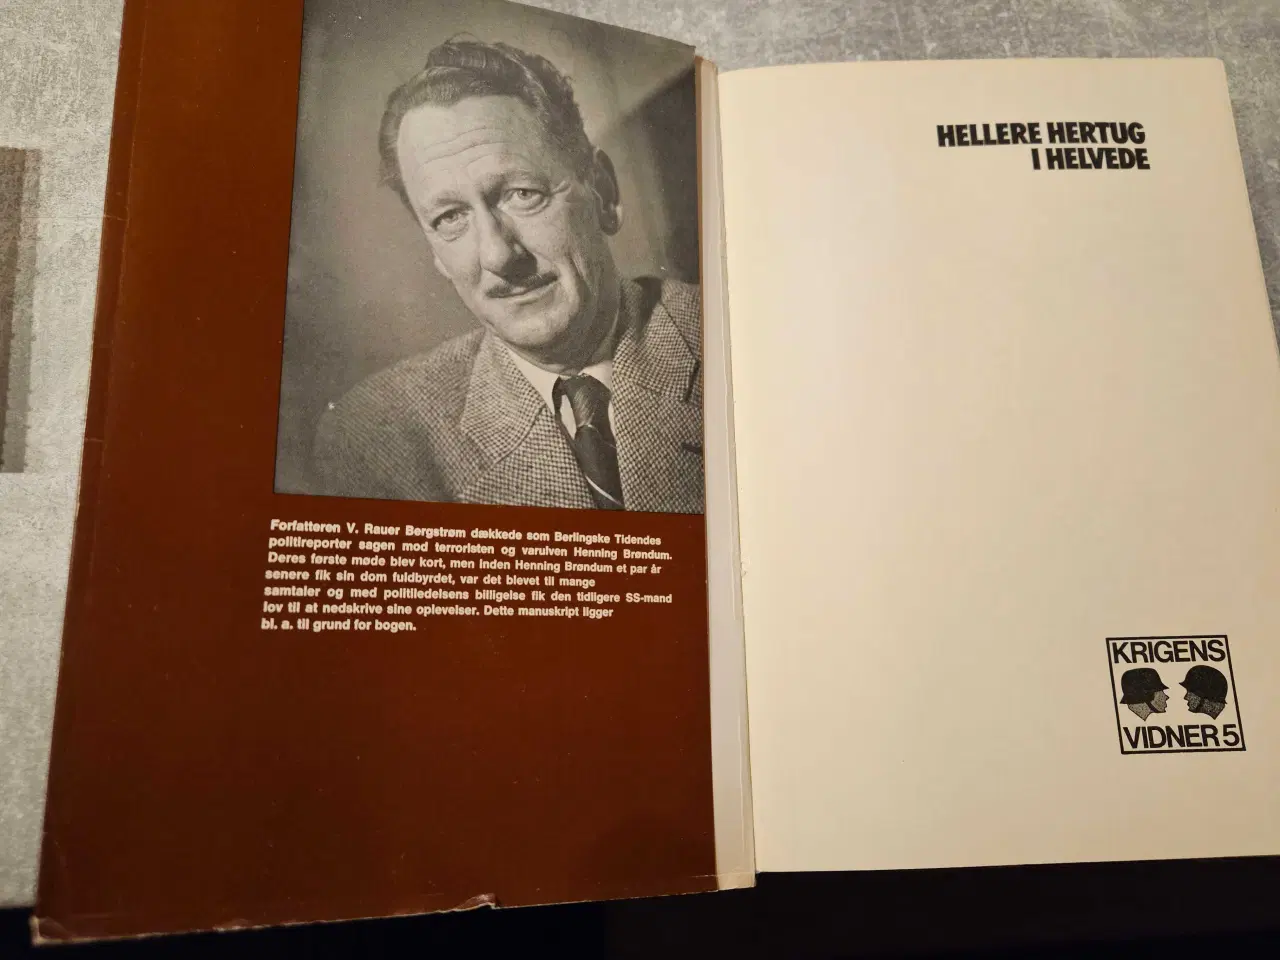 Forfatteren V. Rauer Bergstrøm dækkede som Berlingske Tidendes
politireporter sagen mod terroristen og varulven Henning Brøndum.
Deres første møde blev kort, men inden Henning Brøndum et par år
senere fik sin dom fuldbyrdet, var det blevet til mange
samtaler og med politiledelsens billigelse fik den tidligere SS-mand
lov til at nedskrive sine oplevelser. Dette manuskript ligger
bl. a. til grund for bogen.
HELLERE HERTUG
I HELVEDE
KRIGENS
VIDNER 5